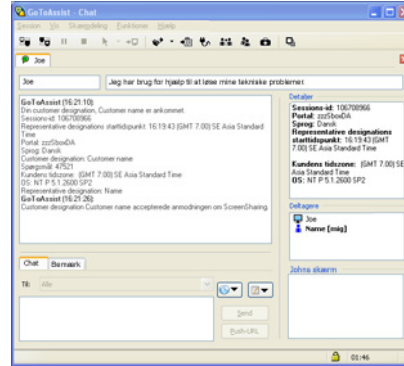 GoToAssist - Chat
Session Vis Skærmdeling Funktioner Hjælp
Joe
Joe
Jeg har brug for hjælp til at løse mine tekniske problemer.
GoToAssist (16:21:10):
Din customer designation, Customer name er ankommet.
Sessions-id: 106708966
Representative designations starttidspunkt: 16:19:43 (GMT 7.00) SE Asia Standard
Time
Portal: zzzSboxDA
Sprog: Dansk
Customer designation: Customer name
Spørgsmål: 47521
Kundens tidszone: (GMT 7.00) SE Asia Standard Time
OS: NT P 5.1.2600 SP2
Representative designation: Name
GoToAssist (16:21:26):
Customer designation Customer name accepterede anmodningen om ScreenSharing.
Detaljer
Sessions-id: 106708966
Portal: zzzSboxDA
Sprog: Dansk
Representative designations
starttidspunkt: 16:19:43 (GMT
7.00) SE Asia Standard Time
Kundens tidszone: (GMT 7.00) SE
Asia Standard Time
OS: NT P 5.1.2600 SP2
Deltagere
Joe
Name [mig]
Chat
Bemærk
Johns skærm
Til:
Alle
Send
Push-URL
01:46